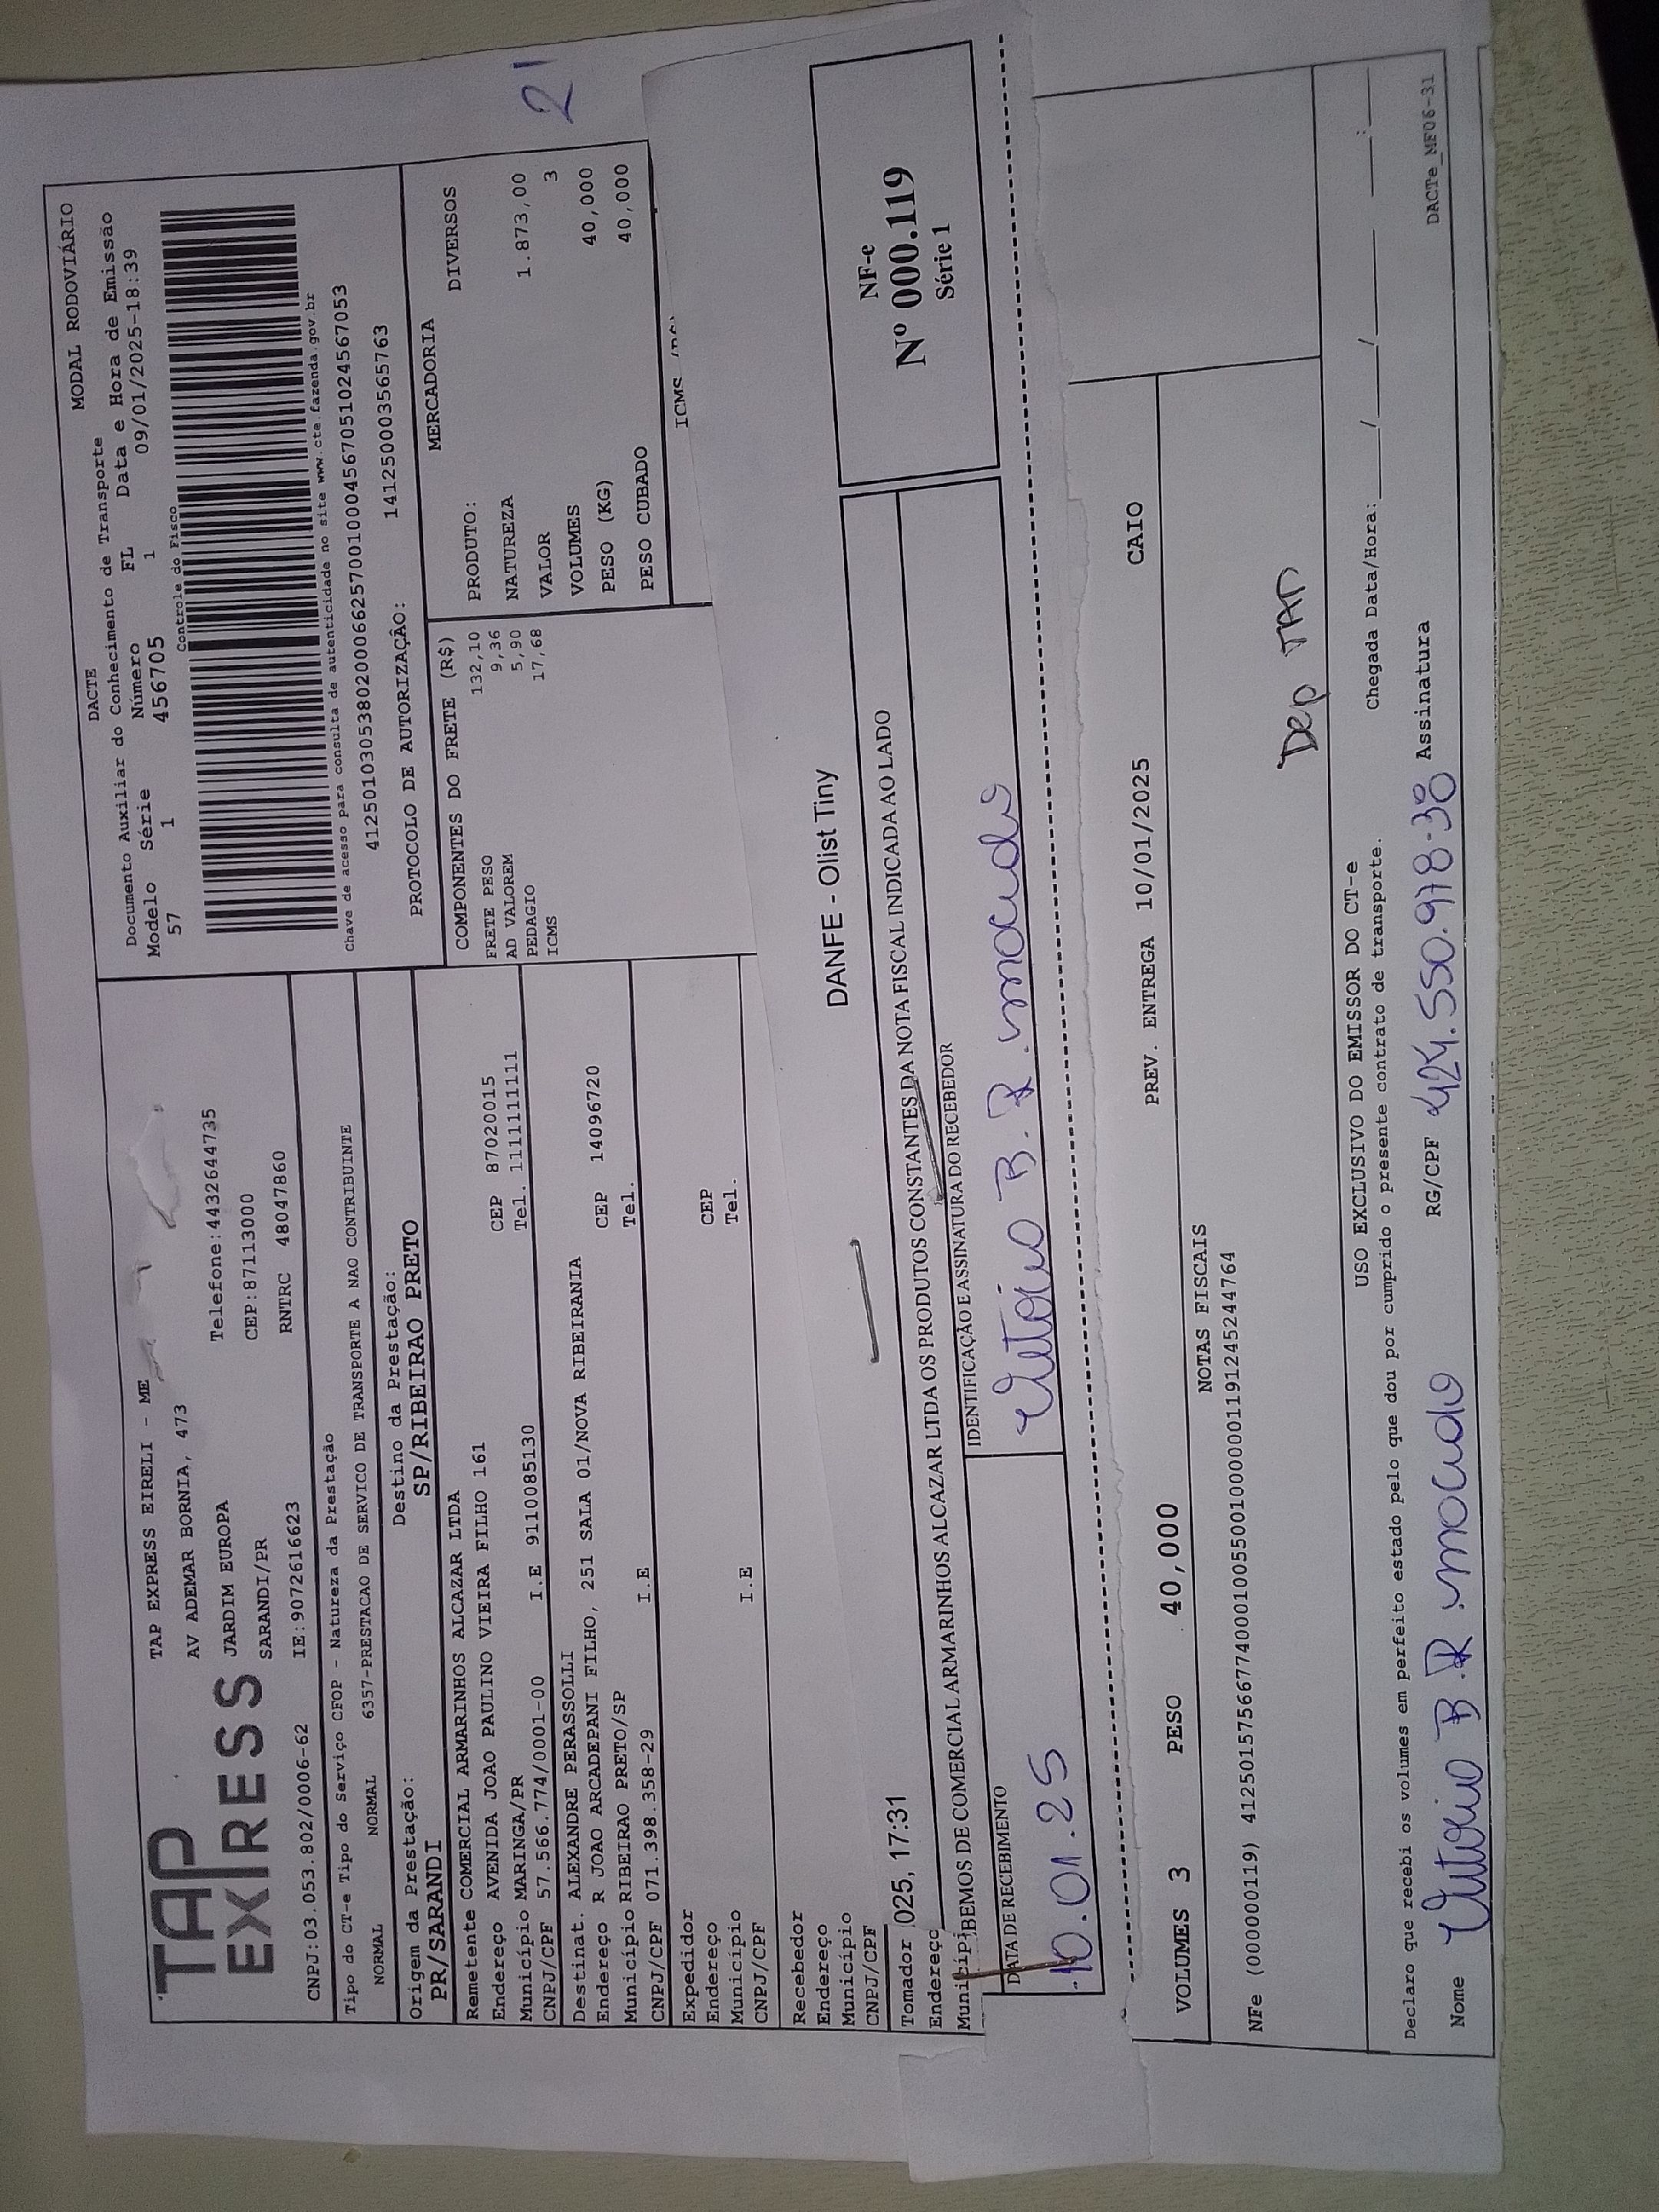 TAP EXPRESS
TAP EXPRESS EIRELI - ME
AV ADEMAR BORNIA, 473
JARDIM EUROPA
Telefone:4432644735
SARANDI/PR
CEP:87113000
CNPJ:03.053.802/0006-62
IE:9072616623
RNTRC 48047860
DACTE
MODAL RODOVIÁRIO
Documento Auxiliar do Conhecimento de Transporte
Modelo Série Número FL Data e Hora de Emissão
57 1 456705 1 09/01/2025-18:39
Controle do Fisco
Chave de acesso para consulta de autenticidade no site www.cte.fazenda.gov.br
41250103053802000662570010004567051024567053
PROTOCOLO DE AUTORIZAÇÃO: 141250003565763
Tipo do CT-e Tipo do Serviço CFOP - Natureza da Prestação
NORMAL NORMAL 6357-PRESTACAO DE SERVICO DE TRANSPORTE A NAO CONTRIBUINTE
Origem da Prestação: Destino da Prestação:
PR/SARANDI SP/RIBEIRAO PRETO
Remetente COMERCIAL ARMARINHOS ALCAZAR LTDA
Endereço AVENIDA JOAO PAULINO VIEIRA FILHO 161
Município MARINGA/PR CEP 87020015
CNPJ/CPF 57.566.774/0001-00 I.E 9110085130 Tel. 11111111111
Destinat. ALEXANDRE PERASSOLLI
Endereço R JOAO ARCADEPANI FILHO, 251 SALA 01/NOVA RIBEIRANIA
Município RIBEIRAO PRETO/SP CEP 14096720
CNPJ/CPF 071.398.358-29 I.E Tel.
Expedidor
Endereço
Município CEP
CNPJ/CPF I.E Tel.
COMPONENTES DO FRETE (R$)
FRETE PESO 132,10
AD VALOREM 9,36
PEDAGIO 5,90
ICMS 17,68
MERCADORIA
PRODUTO: DIVERSOS
NATUREZA
VALOR 1.873,00
VOLUMES 3
PESO (KG) 40,000
PESO CUBADO 40,000
ICMS
Recebedor
Endereço
Município
CNPJ/CPF
Tomador
Endereço
Municípi
025, 17:31
DANFE - Olist Tiny
BEMOS DE COMERCIAL ARMARINHOS ALCAZAR LTDA OS PRODUTOS CONSTANTES DA NOTA FISCAL INDICADA AO LADO
DATA DE RECEBIMENTO
10.01.25
IDENTIFICAÇÃO E ASSINATURA DO RECEBEDOR
B. R. macedo
NF-e
Nº 000.119
Série 1
VOLUMES 3 PESO 40,000 PREV. ENTREGA 10/01/2025 CAIO
NOTAS FISCAIS
NFe (000000119) 41250157566774000100550010000001191245244764
Dep TAP
USO EXCLUSIVO DO EMISSOR DO CT-e
Declaro que recebi os volumes em perfeito estado pelo que dou por cumprido o presente contrato de transporte.
Chegada Data/Hora:___/___/______ ___:___
Nome B.R macedo RG/CPF 424.550.978-38 Assinatura
DACTe_MF06-31